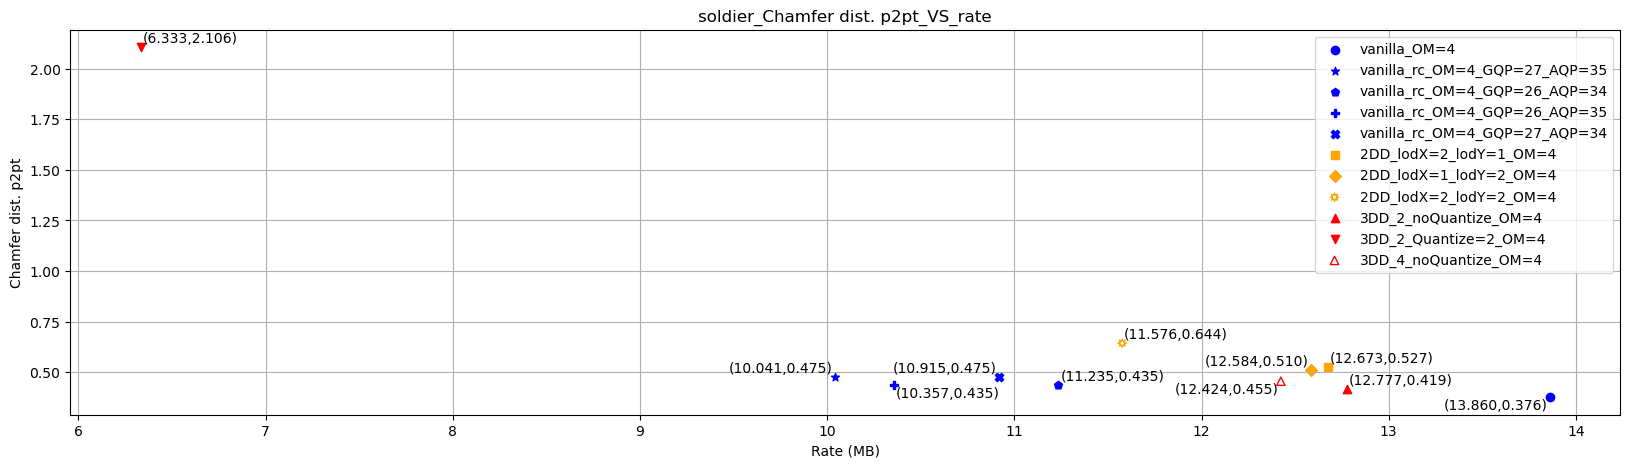 soldier_Chamfer dist. p2pt_VS_rate
Chamfer dist. p2pt
2.00
1.75
1.50
1.25
1.00
0.75
0.50
(6.333,2.106)
vanilla_OM=4
vanilla_rc_OM=4_GQP=27_AQP=35
vanilla_rc_OM=4_GQP=26_AQP=34
vanilla_rc_OM=4_GQP=26_AQP=35
vanilla_rc_OM=4_GQP=27_AQP=34
2DD_lodX=2_lodY=1_OM=4
2DD_lodX=1_lodY=2_OM=4
2DD_lodX=2_lodY=2_OM=4
3DD_2_noQuantize_OM=4
3DD_2_Quantize=2_OM=4
3DD_4_noQuantize_OM=4
(11.576,0.644)
(10.041,0.475)
(10.915,0.475)
(12.584,0.510)
(12.673,0.527)
(10.357,0.435)
(11.235,0.435)
(12.424,0.455)
(12.777,0.419)
(13.860,0.376)
6
7
8
9
10
11
12
13
14
Rate (MB)